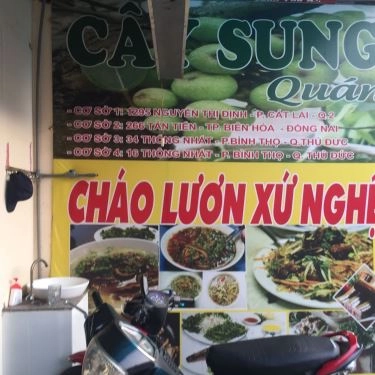 CÂY SUNG
Quán
- CƠ SỞ 1: 1295 NGUYỄN THỊ ĐỊNH - P. CÁT LÁI - Q.2
- CƠ SỞ 2: 266 TÂN TIẾN - TP. BIÊN HÒA - ĐỒNG NAI
- CƠ SỞ 3: 34 THỐNG NHẤT - P.BÌNH THỌ - Q.THỦ ĐỨC
- CƠ SỞ 4: 16 THỐNG NHẤT - P. BÌNH THỌ - Q. THỦ ĐỨC
CHÁO LƯƠN XỨ NGHỆ